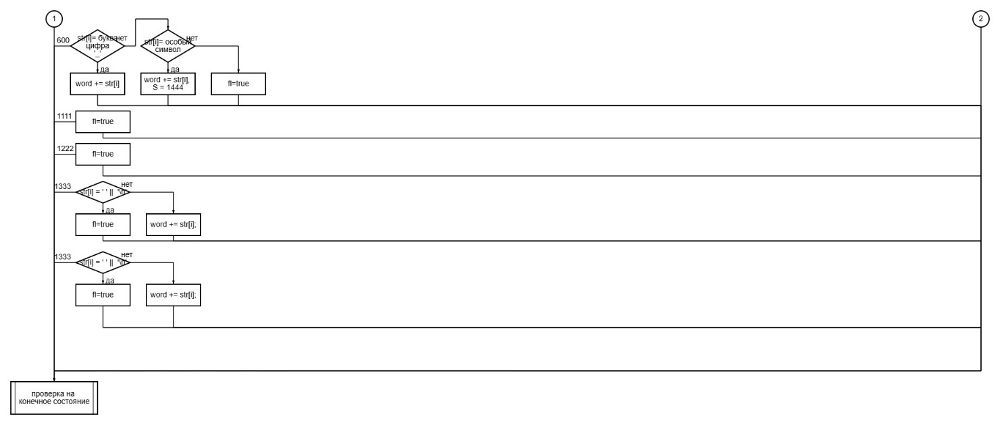 1
2
600
str[i]= буква
цифра
'_'
нет
str[i]= особый
символ
нет
да
да
word += str[i]
word += str[i],
S = 1444
fl=true
1111
fl=true
1222
fl=true
1333
str[i] = ' ' || '\n'
нет
да
fl=true
word += str[i];
1333
str[i] = ' ' || '\n'
нет
да
fl=true
word += str[i];
проверка на
конечное состояние